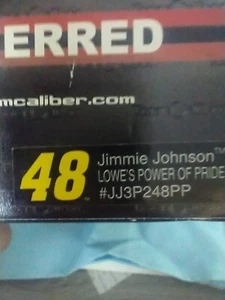 ERRED
mcaliber.com
48
Jimmie Johnson™
LOWE'S POWER OF PRIDE
#JJ3P248PP